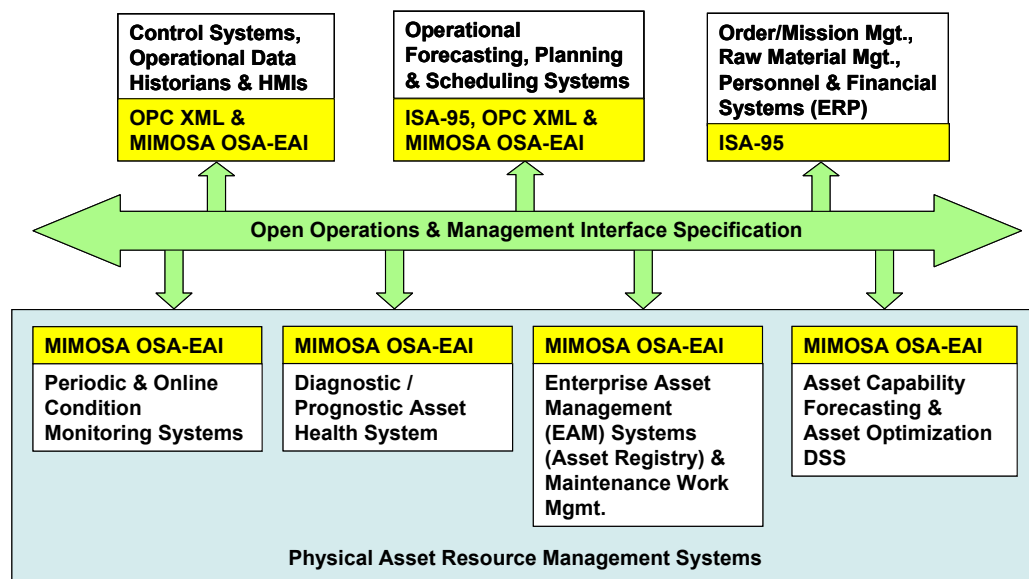 Control Systems,
Operational Data
Historians & HMIs
OPC XML &
MIMOSA OSA-EAI
Operational
Forecasting, Planning
& Scheduling Systems
ISA-95, OPC XML &
MIMOSA OSA-EAI
Order/Mission Mgt.,
Raw Material Mgt.,
Personnel & Financial
Systems (ERP)
ISA-95
Open Operations & Management Interface Specification
MIMOSA OSA-EAI
Periodic & Online
Condition
Monitoring Systems
MIMOSA OSA-EAI
Diagnostic /
Prognostic Asset
Health System
MIMOSA OSA-EAI
Enterprise Asset
Management
(EAM) Systems
(Asset Registry) &
Maintenance Work
Mgmt.
MIMOSA OSA-EAI
Asset Capability
Forecasting &
Asset Optimization
DSS
Physical Asset Resource Management Systems